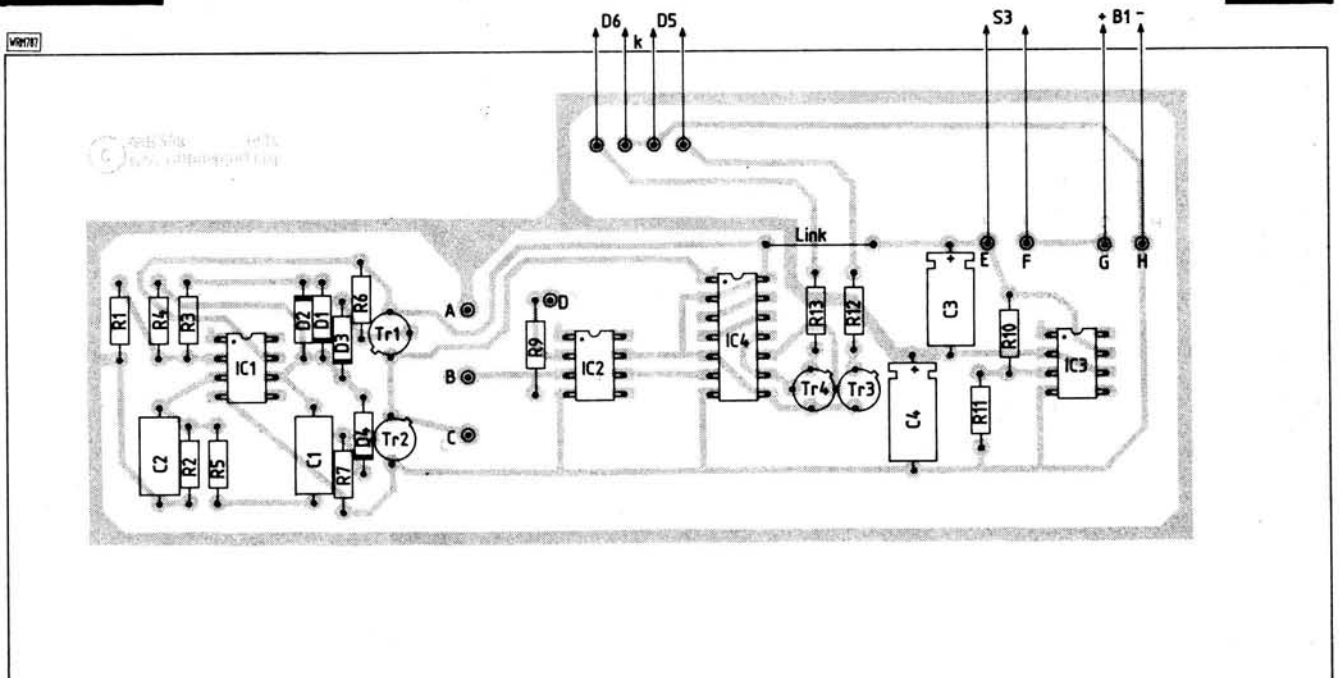 D6 D5 S3 + B1 -
k
WRM787
Link
E F G H
R1 R4 R3 D2 D1 D3 R6 Tr1
A
D
R9
IC4
R13 R12
C3
R10
IC1
IC2
IC3
B
Tr4 Tr3
C4
R11
C2 R2 R5 C1 R7 D4 Tr2
C